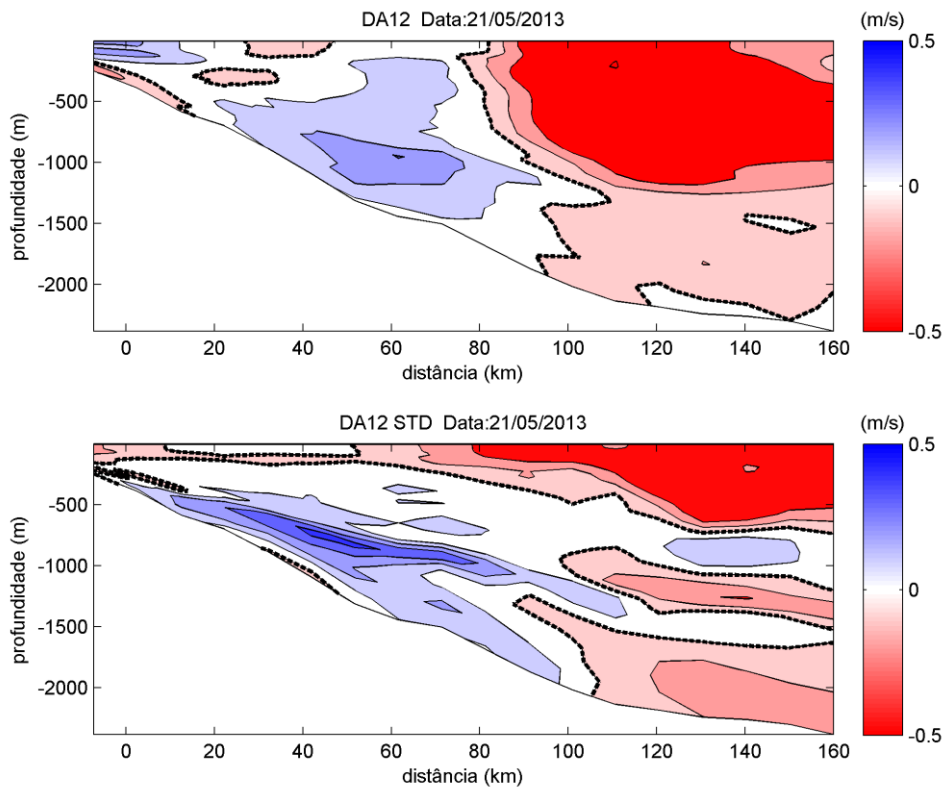 DA12 Data:21/05/2013
(m/s)
0.5
0
-0.5
profundidade (m)
-500
-1000
-1500
-2000
0 20 40 60 80 100 120 140 160
distância (km)
DA12 STD Data:21/05/2013
(m/s)
0.5
0
-0.5
profundidade (m)
-500
-1000
-1500
-2000
0 20 40 60 80 100 120 140 160
distância (km)